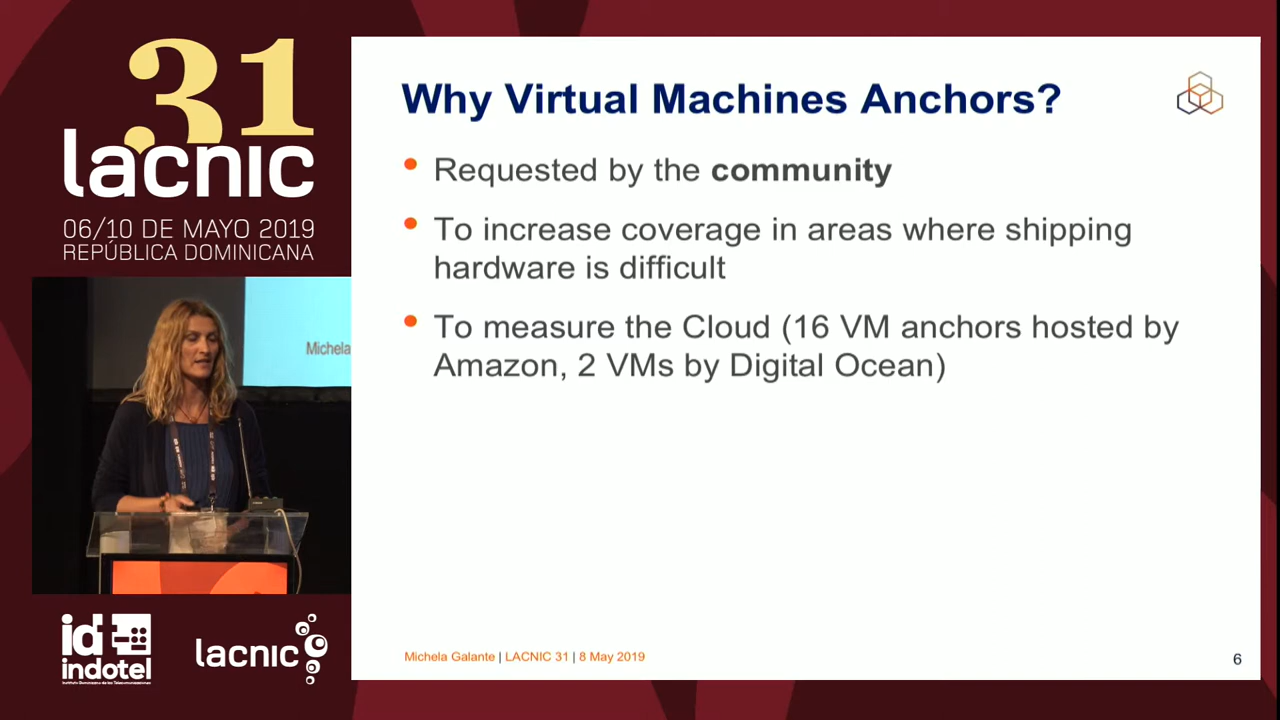 31
lacnic
06/10 DE MAYO 2019
REPÚBLICA DOMINICANA
Michela
id
indotel
lacnic
Why Virtual Machines Anchors?
• Requested by the community
• To increase coverage in areas where shipping
hardware is difficult
• To measure the Cloud (16 VM anchors hosted by
Amazon, 2 VMs by Digital Ocean)
Michela Galante | LACNIC 31 | 8 May 2019
6